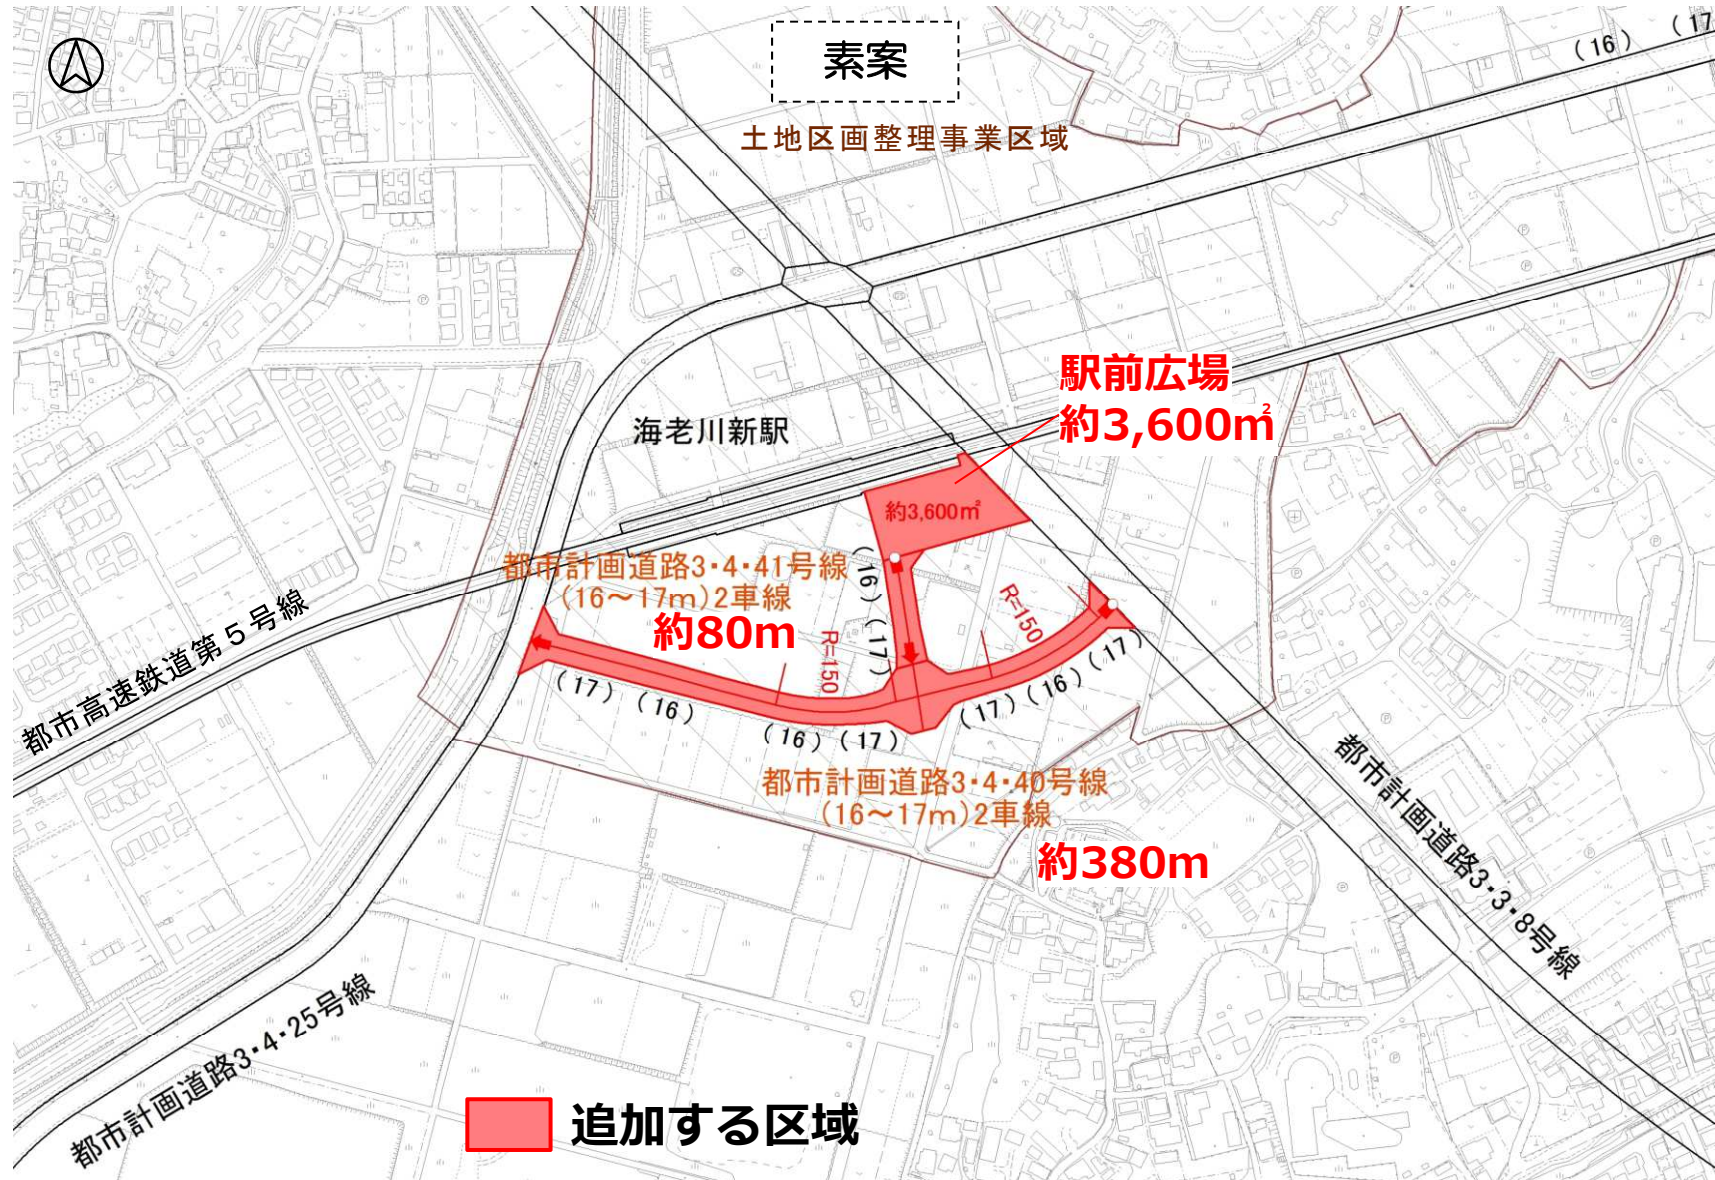 素案
(16)
(17
土地区画整理事業区域
駅前広場
約3,600㎡
海老川新駅
約3,600㎡
都市計画道路3・4・41号線
(16～17m)2車線
約80m
(16)
(17)
R=150
R=150
(17)
(16)
(16)
(17)
(17)
(16)
(17)
都市高速鉄道第5号線
都市計画道路3・4・40号線
(16～17m)2車線
約380m
都市計画道路3・3・8号線
都市計画道路3・4・25号線
追加する区域